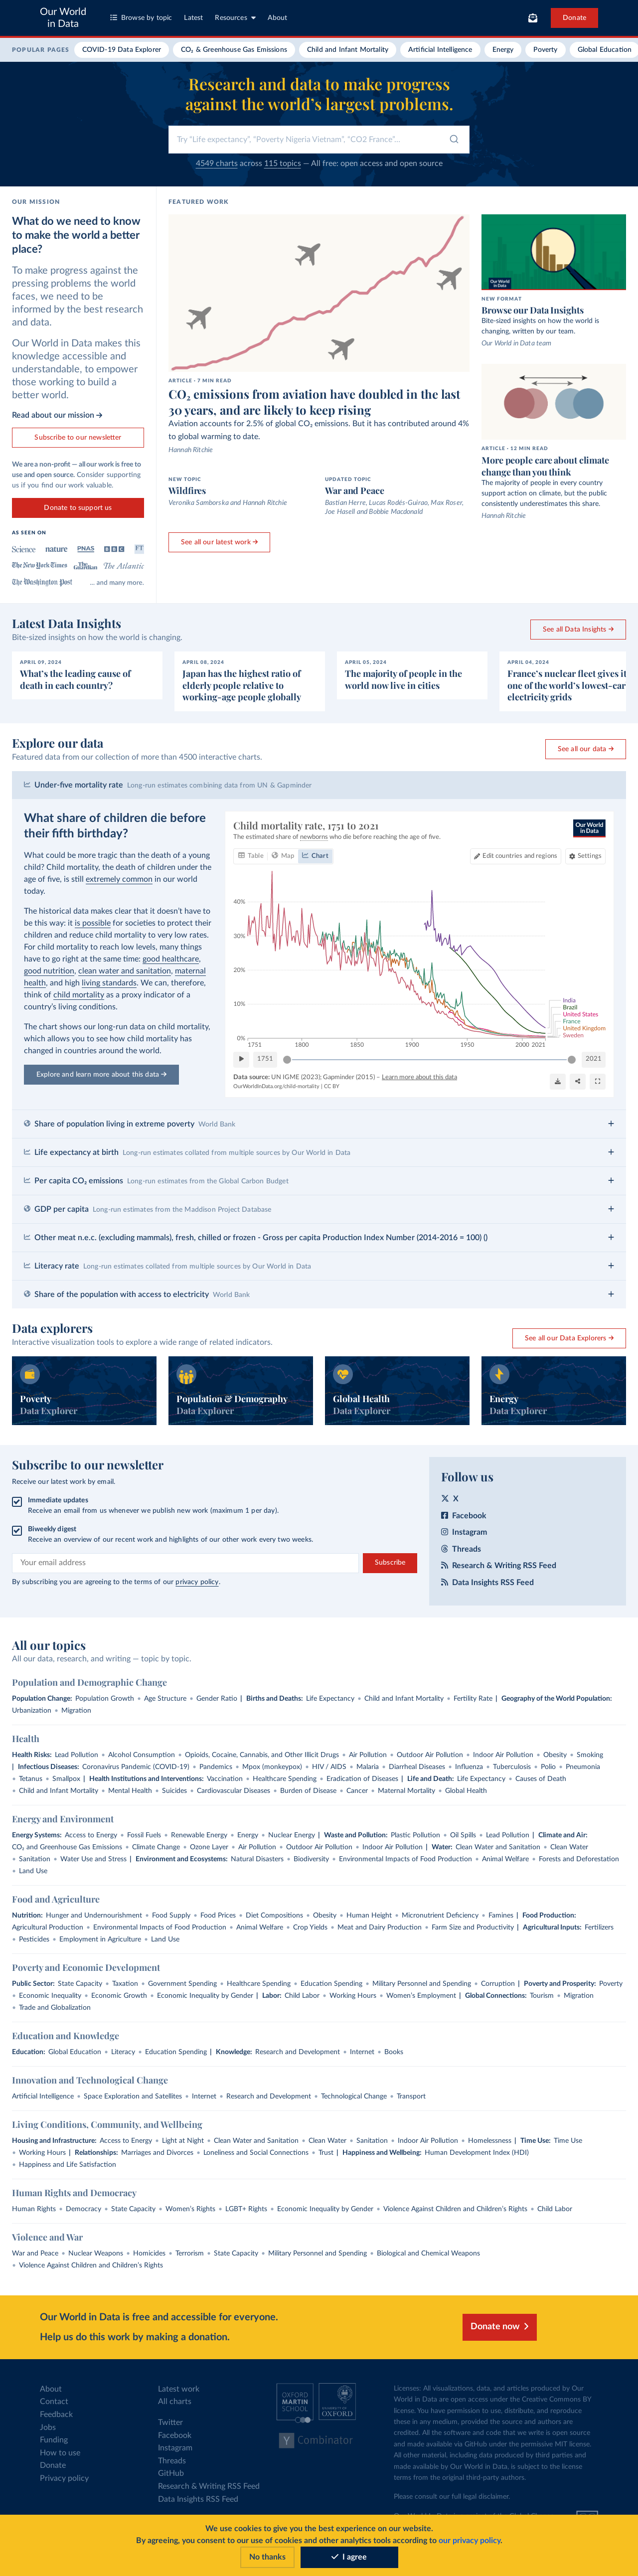 Our World
in Data
Browse by topic
Latest
Resources
About
Donate
POPULAR PAGES
COVID-19 Data Explorer
CO₂ & Greenhouse Gas Emissions
Child and Infant Mortality
Artificial Intelligence
Energy
Poverty
Global Education
Research and data to make progress
against the world’s largest problems.
Try "Life expectancy", "Poverty Nigeria Vietnam", "CO2 France"...
4549 charts across 115 topics — All free: open access and open source
OUR MISSION
What do we need to know
to make the world a better
place?
To make progress against the
pressing problems the world
faces, we need to be
informed by the best research
and data.
Our World in Data makes this
knowledge accessible and
understandable, to empower
those working to build a
better world.
Read about our mission →
Subscribe to our newsletter
We are a non-profit — all our work is free to
use and open source. Consider supporting
us if you find our work valuable.
Donate to support us
AS SEEN ON
Science
nature
PNAS
BBC
FT
The New York Times
The Guardian
The Atlantic
The Washington Post
... and many more.
FEATURED WORK
ARTICLE · 7 MIN READ
CO₂ emissions from aviation have doubled in the last
30 years, and are likely to keep rising
Aviation accounts for 2.5% of global CO₂ emissions. But it has contributed around 4%
to global warming to date.
Hannah Ritchie
NEW TOPIC
Wildfires
Veronika Samborska and Hannah Ritchie
UPDATED TOPIC
War and Peace
Bastian Herre, Lucas Rodés-Guirao, Max Roser,
Joe Hasell and Bobbie Macdonald
See all our latest work →
Our World
in Data
NEW FORMAT
Browse our Data Insights
Bite-sized insights on how the world is
changing, written by our team.
Our World in Data team
ARTICLE · 12 MIN READ
More people care about climate
change than you think
The majority of people in every country
support action on climate, but the public
consistently underestimates this share.
Hannah Ritchie
Latest Data Insights
Bite-sized insights on how the world is changing.
See all Data Insights →
APRIL 09, 2024
What’s the leading cause of
death in each country?
APRIL 08, 2024
Japan has the highest ratio of
elderly people relative to
working-age people globally
APRIL 05, 2024
The majority of people in the
world now live in cities
APRIL 04, 2024
France’s nuclear fleet gives it
one of the world’s lowest-car
electricity grids
Explore our data
Featured data from our collection of more than 4500 interactive charts.
See all our data →
Under-five mortality rate Long-run estimates combining data from UN & Gapminder
What share of children die before
their fifth birthday?
What could be more tragic than the death of a young
child? Child mortality, the death of children under the
age of five, is still extremely common in our world
today.
The historical data makes clear that it doesn’t have to
be this way: it is possible for societies to protect their
children and reduce child mortality to very low rates.
For child mortality to reach low levels, many things
have to go right at the same time: good healthcare,
good nutrition, clean water and sanitation, maternal
health, and high living standards. We can, therefore,
think of child mortality as a proxy indicator of a
country’s living conditions.
The chart shows our long-run data on child mortality,
which allows you to see how child mortality has
changed in countries around the world.
Explore and learn more about this data →
Child mortality rate, 1751 to 2021
The estimated share of newborns who die before reaching the age of five.
Our World
in Data
Table
Map
Chart
Edit countries and regions
Settings
40%
30%
20%
10%
0%
1751
1800
1850
1900
1950
2000
2021
India
Brazil
United States
France
United Kingdom
Sweden
1751
2021
Data source: UN IGME (2023); Gapminder (2015) – Learn more about this data
OurWorldInData.org/child-mortality | CC BY
Share of population living in extreme poverty World Bank
Life expectancy at birth Long-run estimates collated from multiple sources by Our World in Data
Per capita CO₂ emissions Long-run estimates from the Global Carbon Budget
GDP per capita Long-run estimates from the Maddison Project Database
Other meat n.e.c. (excluding mammals), fresh, chilled or frozen - Gross per capita Production Index Number (2014-2016 = 100) ()
Literacy rate Long-run estimates collated from multiple sources by Our World in Data
Share of the population with access to electricity World Bank
Data explorers
Interactive visualization tools to explore a wide range of related indicators.
See all our Data Explorers →
Poverty
Data Explorer
Population & Demography
Data Explorer
Global Health
Data Explorer
Energy
Data Explorer
Subscribe to our newsletter
Receive our latest work by email.
Immediate updates
Receive an email from us whenever we publish new work (maximum 1 per day).
Biweekly digest
Receive an overview of our recent work and highlights of our other work every two weeks.
Your email address
Subscribe
By subscribing you are agreeing to the terms of our privacy policy.
Follow us
X
Facebook
Instagram
Threads
Research & Writing RSS Feed
Data Insights RSS Feed
All our topics
All our data, research, and writing — topic by topic.
Population and Demographic Change
Population Change: Population Growth • Age Structure • Gender Ratio | Births and Deaths: Life Expectancy • Child and Infant Mortality • Fertility Rate | Geography of the World Population:
Urbanization • Migration
Health
Health Risks: Lead Pollution • Alcohol Consumption • Opioids, Cocaine, Cannabis, and Other Illicit Drugs • Air Pollution • Outdoor Air Pollution • Indoor Air Pollution • Obesity • Smoking
| Infectious Diseases: Coronavirus Pandemic (COVID-19) • Pandemics • Mpox (monkeypox) • HIV / AIDS • Malaria • Diarrheal Diseases • Influenza • Tuberculosis • Polio • Pneumonia
• Tetanus • Smallpox | Health Institutions and Interventions: Vaccination • Healthcare Spending • Eradication of Diseases | Life and Death: Life Expectancy • Causes of Death
• Child and Infant Mortality • Mental Health • Suicides • Cardiovascular Diseases • Burden of Disease • Cancer • Maternal Mortality • Global Health
Energy and Environment
Energy Systems: Access to Energy • Fossil Fuels • Renewable Energy • Energy • Nuclear Energy | Waste and Pollution: Plastic Pollution • Oil Spills • Lead Pollution | Climate and Air:
CO₂ and Greenhouse Gas Emissions • Climate Change • Ozone Layer • Air Pollution • Outdoor Air Pollution • Indoor Air Pollution | Water: Clean Water and Sanitation • Clean Water
• Sanitation • Water Use and Stress | Environment and Ecosystems: Natural Disasters • Biodiversity • Environmental Impacts of Food Production • Animal Welfare • Forests and Deforestation
• Land Use
Food and Agriculture
Nutrition: Hunger and Undernourishment • Food Supply • Food Prices • Diet Compositions • Obesity • Human Height • Micronutrient Deficiency • Famines | Food Production:
Agricultural Production • Environmental Impacts of Food Production • Animal Welfare • Crop Yields • Meat and Dairy Production • Farm Size and Productivity | Agricultural Inputs: Fertilizers
• Pesticides • Employment in Agriculture • Land Use
Poverty and Economic Development
Public Sector: State Capacity • Taxation • Government Spending • Healthcare Spending • Education Spending • Military Personnel and Spending • Corruption | Poverty and Prosperity: Poverty
• Economic Inequality • Economic Growth • Economic Inequality by Gender | Labor: Child Labor • Working Hours • Women’s Employment | Global Connections: Tourism • Migration
• Trade and Globalization
Education and Knowledge
Education: Global Education • Literacy • Education Spending | Knowledge: Research and Development • Internet • Books
Innovation and Technological Change
Artificial Intelligence • Space Exploration and Satellites • Internet • Research and Development • Technological Change • Transport
Living Conditions, Community, and Wellbeing
Housing and Infrastructure: Access to Energy • Light at Night • Clean Water and Sanitation • Clean Water • Sanitation • Indoor Air Pollution • Homelessness | Time Use: Time Use
• Working Hours | Relationships: Marriages and Divorces • Loneliness and Social Connections • Trust | Happiness and Wellbeing: Human Development Index (HDI)
• Happiness and Life Satisfaction
Human Rights and Democracy
Human Rights • Democracy • State Capacity • Women’s Rights • LGBT+ Rights • Economic Inequality by Gender • Violence Against Children and Children’s Rights • Child Labor
Violence and War
War and Peace • Nuclear Weapons • Homicides • Terrorism • State Capacity • Military Personnel and Spending • Biological and Chemical Weapons
• Violence Against Children and Children’s Rights
Our World in Data is free and accessible for everyone.
Help us do this work by making a donation.
Donate now
About
Contact
Feedback
Jobs
Funding
How to use
Donate
Privacy policy
Latest work
All charts
Twitter
Facebook
Instagram
Threads
GitHub
Research & Writing RSS Feed
Data Insights RSS Feed
OXFORD
MARTIN
SCHOOL
UNIVERSITY OF
OXFORD
Y Combinator
Licenses: All visualizations, data, and articles produced by Our
World in Data are open access under the Creative Commons BY
license. You have permission to use, distribute, and reproduce
these in any medium, provided the source and authors are
credited. All the software and code that we write is open source
and made available via GitHub under the permissive MIT license.
All other material, including data produced by third parties and
made available by Our World in Data, is subject to the license
terms from the original third-party authors.
Please consult our full legal disclaimer.
We use cookies to give you the best experience on our website.
By agreeing, you consent to our use of cookies and other analytics tools according to our privacy policy.
No thanks
I agree